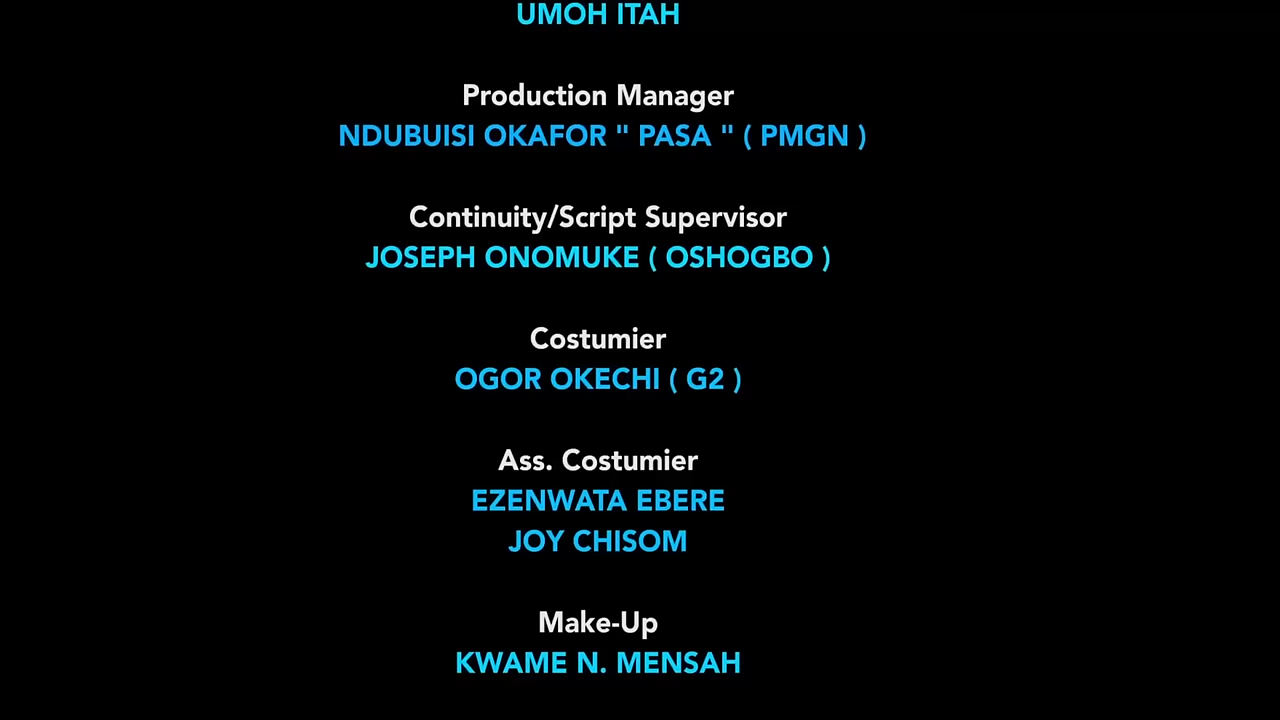 UMOH ITAH
Production Manager
NDUBUISI OKAFOR " PASA " ( PMGN )
Continuity/Script Supervisor
JOSEPH ONOMUKE ( OSHOGBO )
Costumier
OGOR OKECHI ( G2 )
Ass. Costumier
EZENWATA EBERE
JOY CHISOM
Make-Up
KWAME N. MENSAH